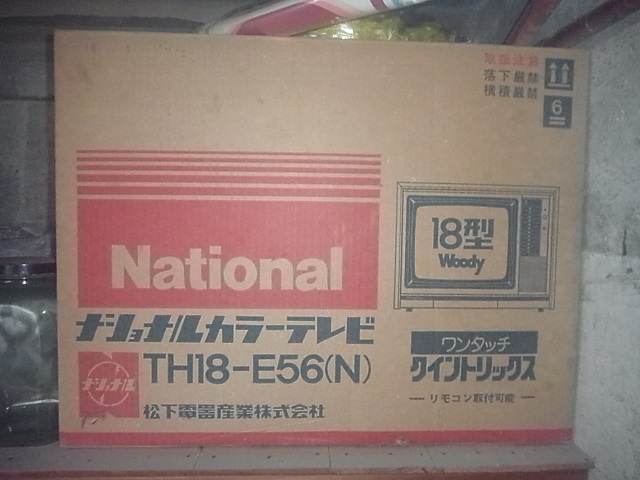 取扱注意
落下厳禁
横積厳禁
6
National
18型
Woody
ナショナルカラーテレビ
ワンタッチ
クイントリックス
ナショナル
TH18-E56(N)
リモコン取付可能
松下電器産業株式会社